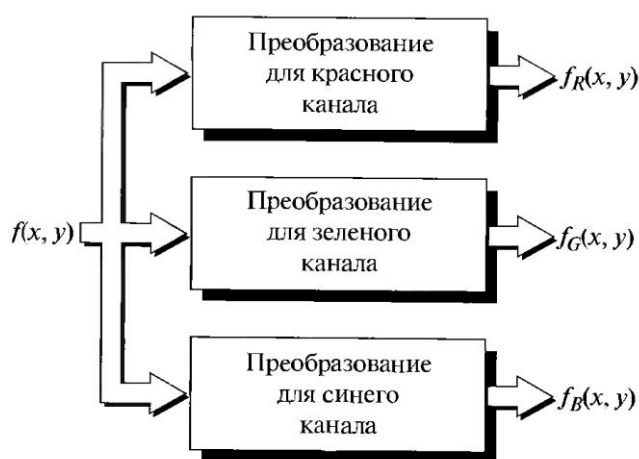 Преобразование
для красного
канала
f_R(x, y)
Преобразование
для зеленого
канала
f(x, y)
f_G(x, y)
Преобразование
для синего
канала
f_B(x, y)